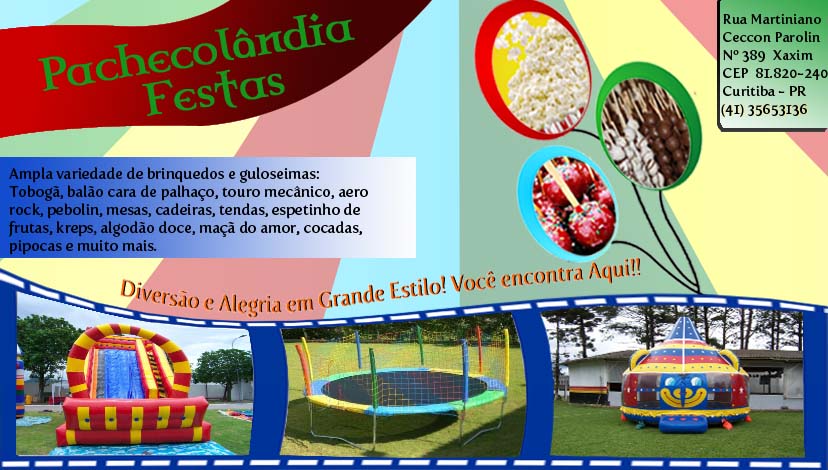 Pachecolândia
Festas
Rua Martiniano
Ceccon Parolin
Nº 389 Xaxim
CEP 81.820-240
Curitiba - PR
(41) 35653136
Ampla variedade de brinquedos e guloseimas:
Tobogã, balão cara de palhaço, touro mecânico, aero
rock, pebolin, mesas, cadeiras, tendas, espetinho de
frutas, kreps, algodão doce, maçã do amor, cocadas,
pipocas e muito mais.
Diversão e Alegria em Grande Estilo! Você encontra Aqui!!